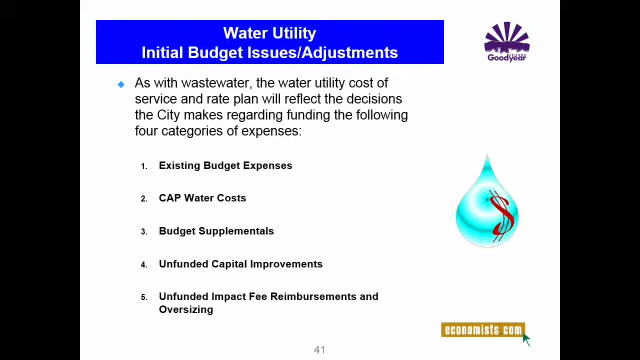 Water Utility
Initial Budget Issues/Adjustments
Goodyear
As with wastewater, the water utility cost of
service and rate plan will reflect the decisions
the City makes regarding funding the following
four categories of expenses:
1. Existing Budget Expenses
2. CAP Water Costs
3. Budget Supplementals
4. Unfunded Capital Improvements
5. Unfunded Impact Fee Reimbursements and
Oversizing
$
economists.com
41